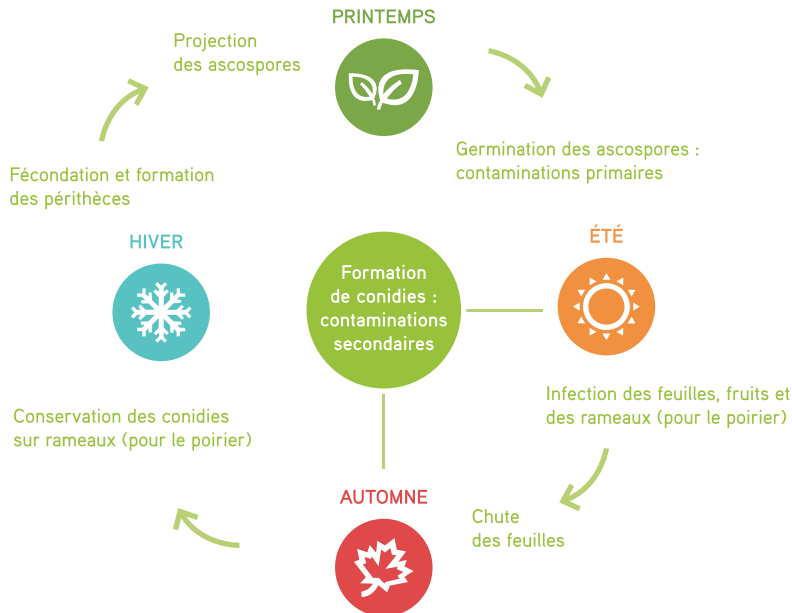 PRINTEMPS
Projection
des ascospores
Germination des ascospores :
contaminations primaires
Fécondation et formation
des périthèces
HIVER
ÉTÉ
Formation
de conidies :
contaminations
secondaires
Infection des feuilles, fruits et
des rameaux (pour le poirier)
Conservation des conidies
sur rameaux (pour le poirier)
AUTOMNE
Chute
des feuilles